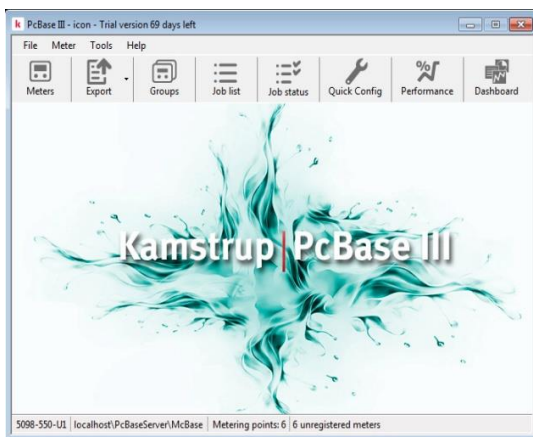 k PcBase III - icon - Trial version 69 days left
File Meter Tools Help
Meters Export Groups Job list Job status Quick Config Performance Dashboard
Kamstrup | PcBase III
5098-550-U1 localhost\PcBaseServer\McBase Metering points: 6 6 unregistered meters